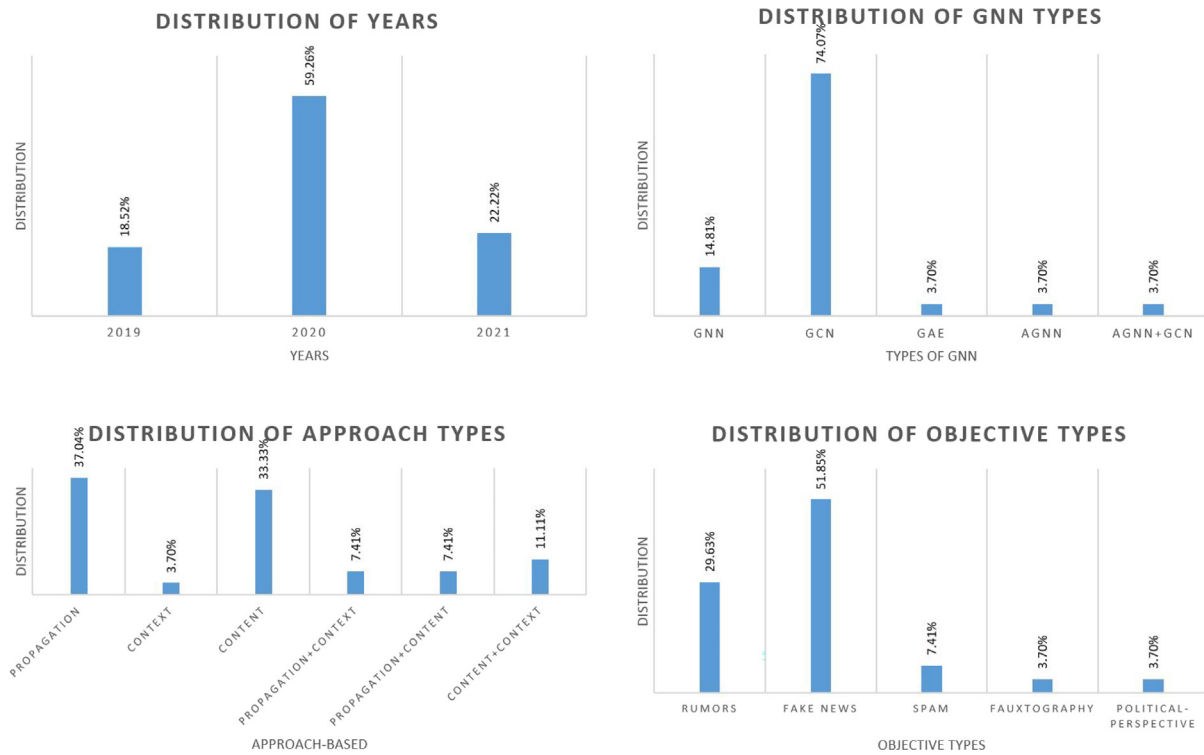 DISTRIBUTION OF YEARS
DISTRIBUTION
18.52%
59.26%
22.22%
2019 2020 2021
YEARS
DISTRIBUTION OF GNN TYPES
DISTRIBUTION
14.81%
74.07%
3.70%
3.70%
3.70%
GNN GCN GAE AGNN AGNN+GCN
TYPES OF GNN
DISTRIBUTION OF APPROACH TYPES
DISTRIBUTION
37.04%
3.70%
33.33%
7.41%
7.41%
11.11%
PROPAGATION
CONTEXT
CONTENT
PROPAGATION+CONTEXT
PROPAGATION+CONTENT
CONTENT+CONTEXT
APPROACH-BASED
DISTRIBUTION OF OBJECTIVE TYPES
DISTRIBUTION
29.63%
51.85%
7.41%
3.70%
3.70%
RUMORS FAKE NEWS SPAM FAUXTOGRAPHY POLITICAL-
PERSPECTIVE
OBJECTIVE TYPES